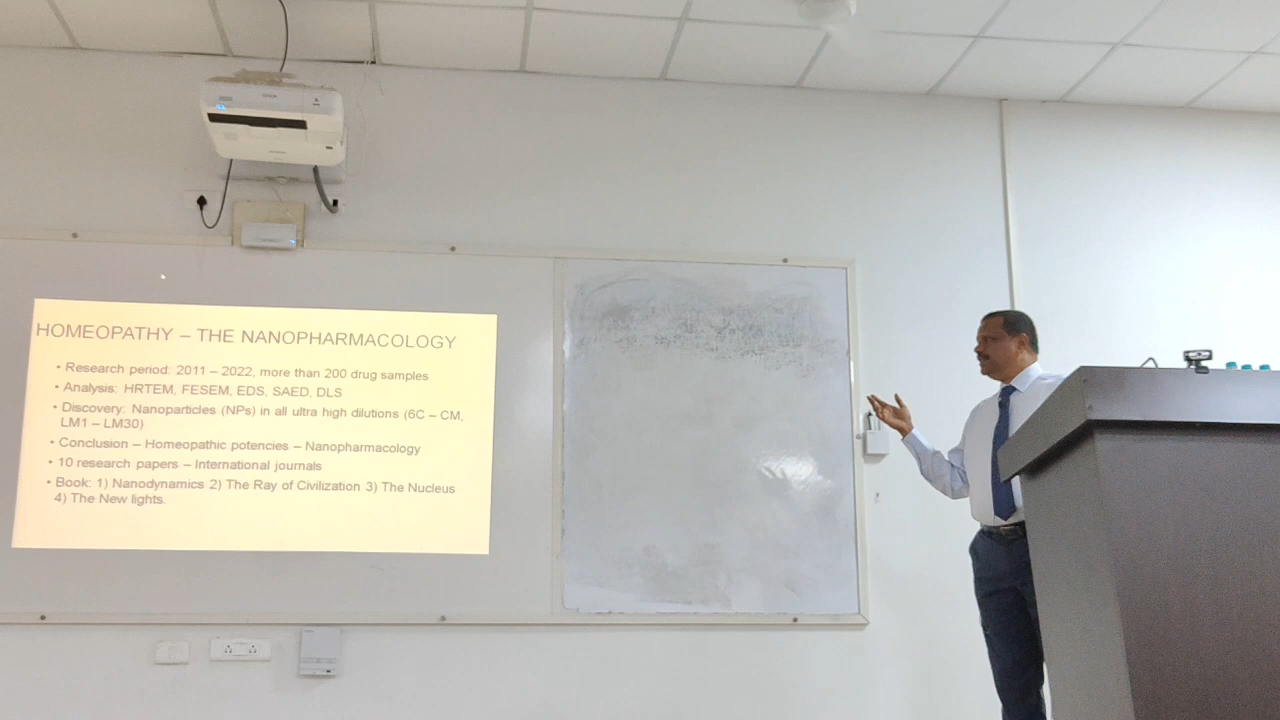 EPSON
HOMEOPATHY – THE NANOPHARMACOLOGY
• Research period: 2011 – 2022, more than 200 drug samples
• Analysis: HRTEM, FESEM, EDS, SAED, DLS
• Discovery: Nanoparticles (NPs) in all ultra high dilutions (6C – CM,
LM1 – LM30)
• Conclusion – Homeopathic potencies – Nanopharmacology
• 10 research papers – International journals
• Book: 1) Nanodynamics 2) The Ray of Civilization 3) The Nucleus
4) The New lights.